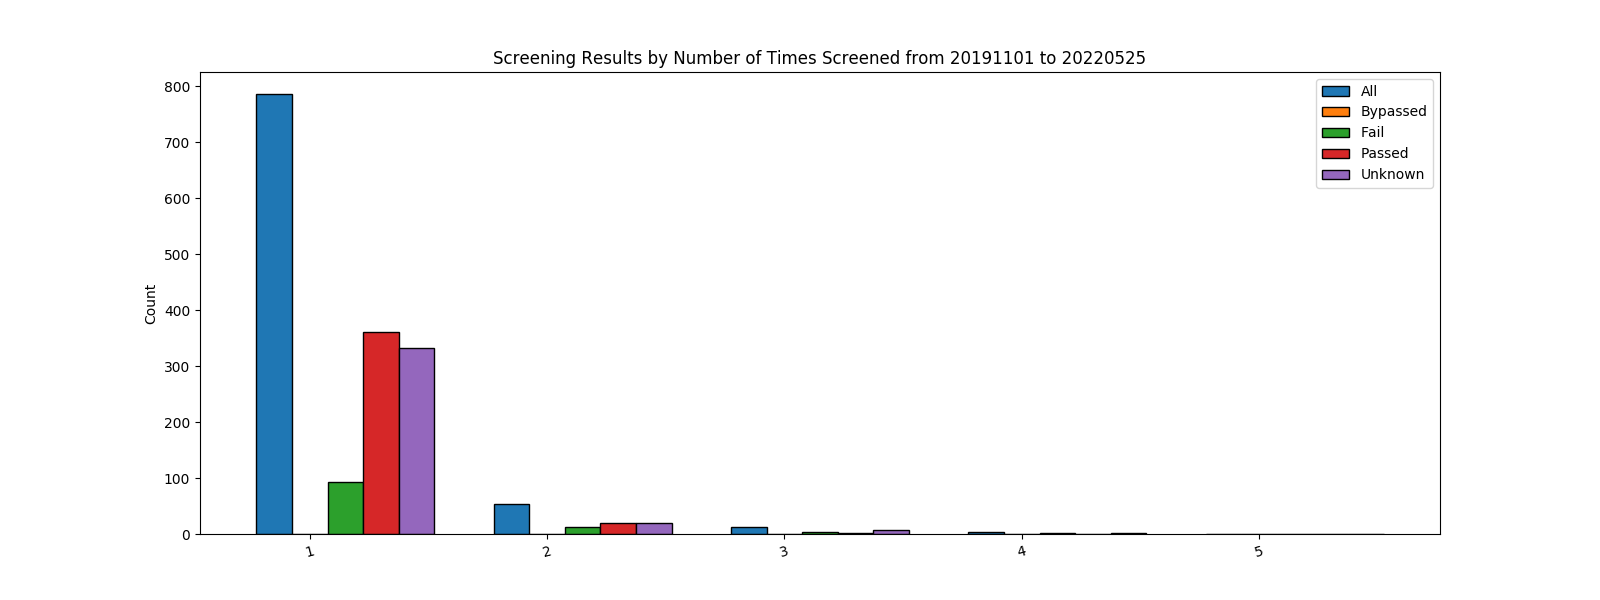 Screening Results by Number of Times Screened from 20191101 to 20220525
800
700
600
500
400
300
200
100
0
Count
All
Bypassed
Fail
Passed
Unknown
1
2
3
4
5